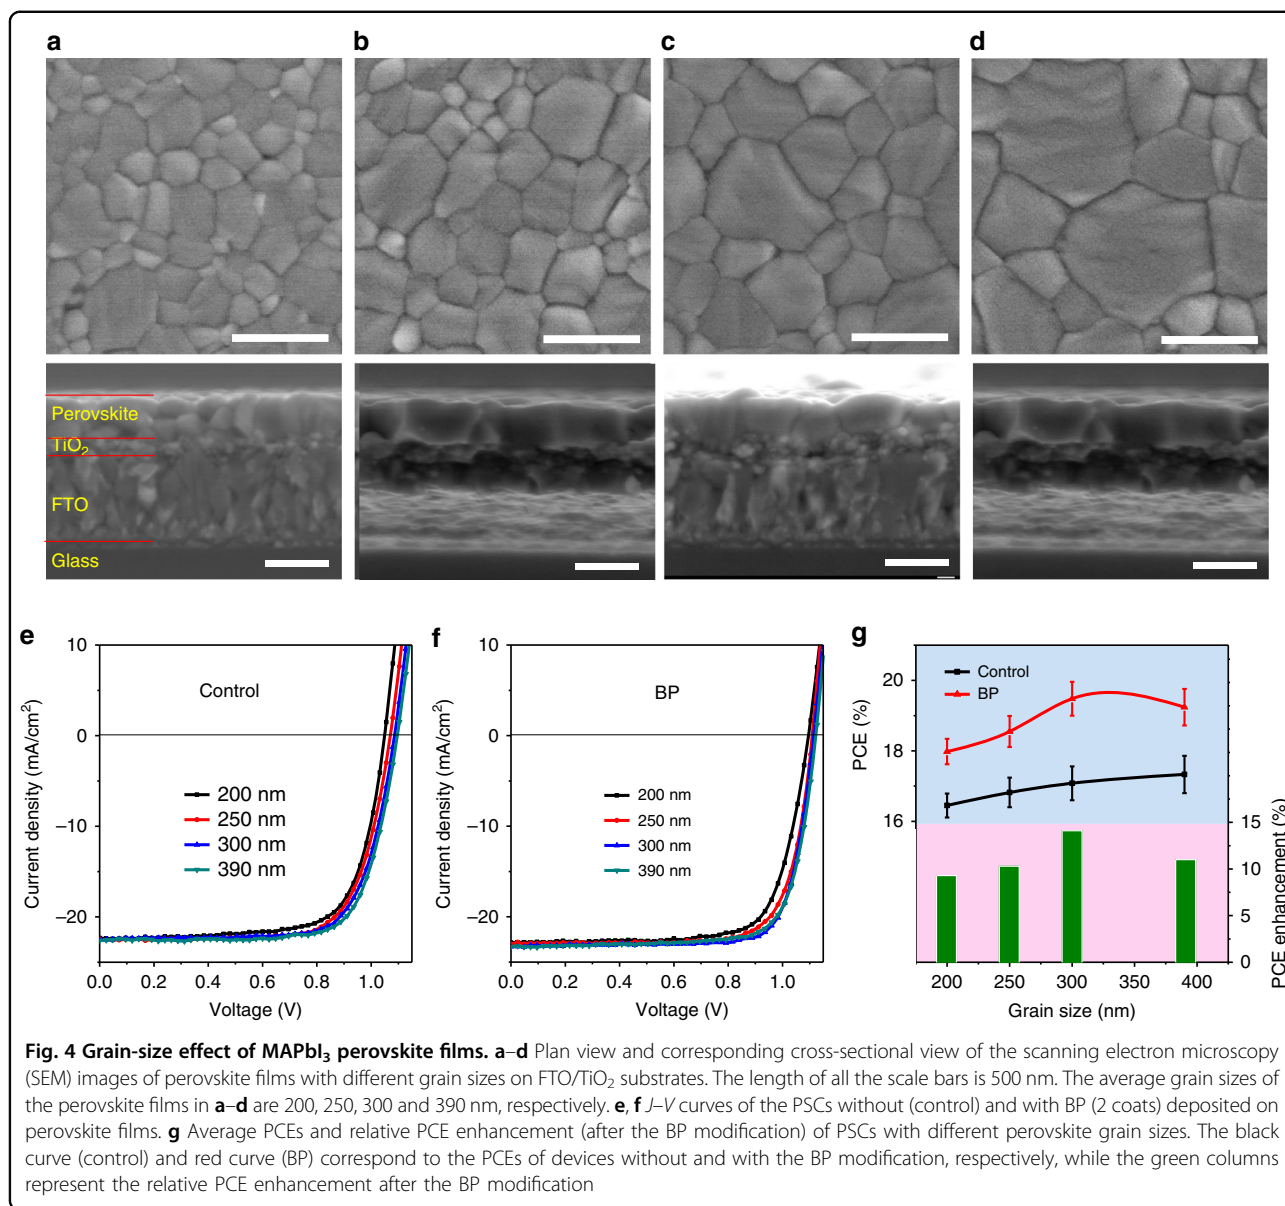 a
b
c
d
Perovskite
TiO₂
FTO
Glass
e
10
0
−10
−20
Current density (mA/cm²)
Control
200 nm
250 nm
300 nm
390 nm
0.0 0.2 0.4 0.6 0.8 1.0
Voltage (V)
f
10
0
−10
−20
Current density (mA/cm²)
BP
200 nm
250 nm
300 nm
390 nm
0.0 0.2 0.4 0.6 0.8 1.0
Voltage (V)
g
20
18
16
PCE (%)
Control
BP
15
10
5
0
PCE enhancement (%)
200 250 300 350 400
Grain size (nm)
Fig. 4 Grain-size effect of MAPbI₃ perovskite films. a–d Plan view and corresponding cross-sectional view of the scanning electron microscopy
(SEM) images of perovskite films with different grain sizes on FTO/TiO₂ substrates. The length of all the scale bars is 500 nm. The average grain sizes of
the perovskite films in a–d are 200, 250, 300 and 390 nm, respectively. e, f J–V curves of the PSCs without (control) and with BP (2 coats) deposited on
perovskite films. g Average PCEs and relative PCE enhancement (after the BP modification) of PSCs with different perovskite grain sizes. The black
curve (control) and red curve (BP) correspond to the PCEs of devices without and with the BP modification, respectively, while the green columns
represent the relative PCE enhancement after the BP modification